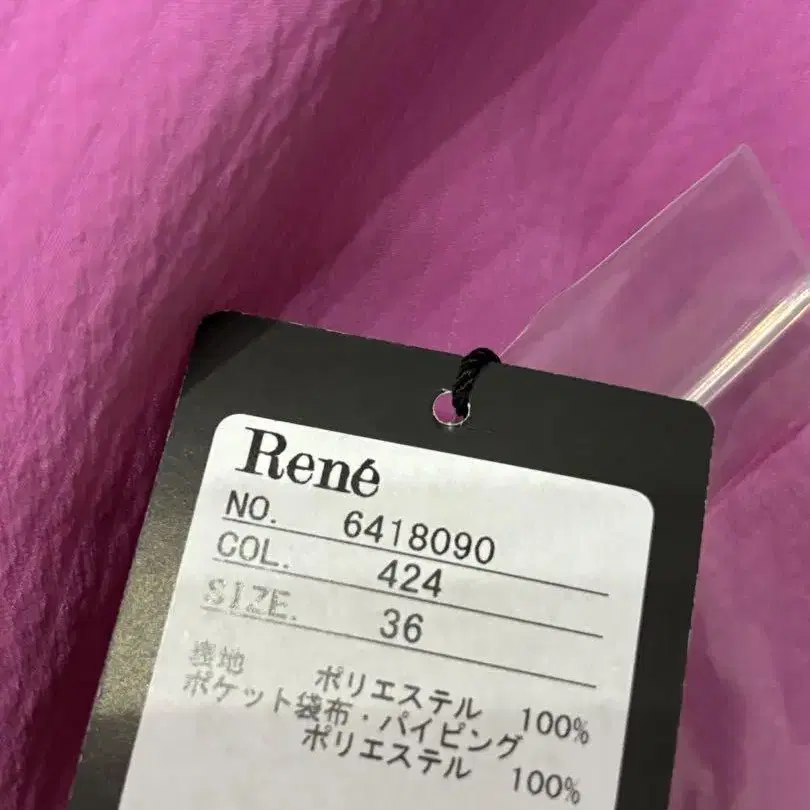 René
NO. 6418090
COL. 424
SIZE. 36
表地 ポリエステル 100%
ポケット袋布・パイピング
ポリエステル 100%